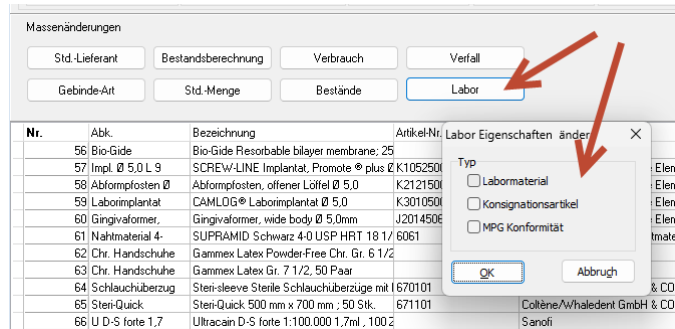 Massenänderungen
Std.-Lieferant Bestandsberechnung Verbrauch Verfall
Gebinde-Art Std.-Menge Bestände Labor
Nr. Abk. Bezeichnung Artikel-Nr.
56 Bio-Gide Bio-Gide Resorbable bilayer membrane; 25
57 Impl. Ø 5,0 L 9 SCREW-LINE Implantat, Promote ® plus Ø K1052500 Elen
58 Abformpfosten Ø Abformpfosten, offener Löffel Ø 5,0 K2121500 Elen
59 Laborimplantat CAMLOG® Laborimplantat Ø 5,0 K3010500 Elen
60 Gingivaformer, Gingivaformer, wide body Ø 5,0mm J2014506 Elen
61 Nahtmaterial 4- SUPRAMID Schwarz 4-0 USP HRT 18 1/ 6061
62 Chr. Handschuhe Gammex Latex Powder-Free Chr. Gr. 6 1/2
63 Chr. Handschuhe Gammex Latex Gr. 7 1/2, 50 Paar
64 Schlauchüberzug Steri-sleeve Sterile Schlauchüberzüge mit 670101 & CO
65 Steri-Quick Steri-Quick 500 mm x 700 mm ; 50 Stk. 671101 Coltène/Whaledent GmbH & CO
66 U D-S forte 1,7 Ultracain D-S forte 1:100.000 1,7ml , 100 Sanofi
Labor Eigenschaften ändern
Typ
Labormaterial
Konsignationsartikel
MPG Konformität
OK Abbruch